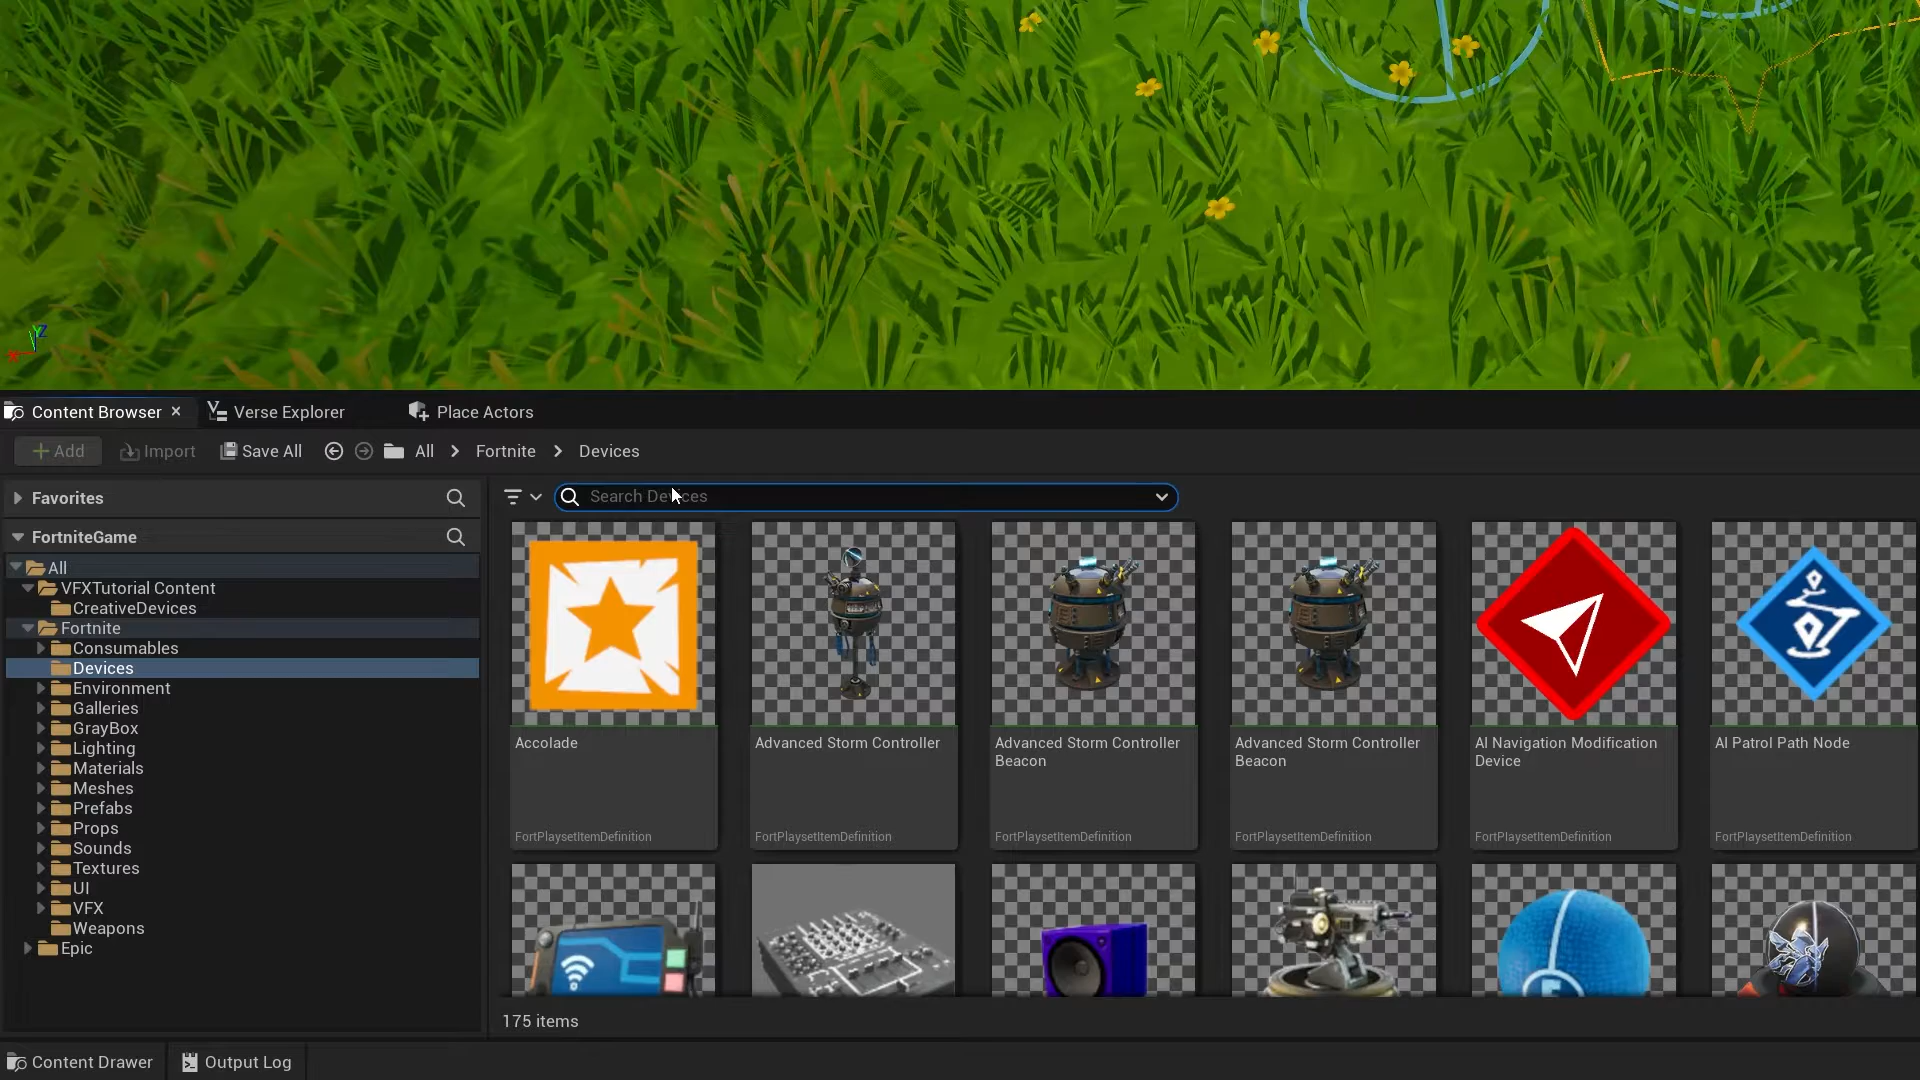 Content Browser
Verse Explorer
Place Actors
Add
Import
Save All
All
Fortnite
Devices
Favorites
Search Devices
FortniteGame
All
VFXTutorial Content
CreativeDevices
Fortnite
Consumables
Devices
Environment
Galleries
GrayBox
Lighting
Materials
Meshes
Prefabs
Props
Sounds
Textures
UI
VFX
Weapons
Epic
Accolade
FortPlaysetItemDefinition
Advanced Storm Controller
FortPlaysetItemDefinition
Advanced Storm Controller
Beacon
FortPlaysetItemDefinition
Advanced Storm Controller
Beacon
FortPlaysetItemDefinition
AI Navigation Modification
Device
FortPlaysetItemDefinition
AI Patrol Path Node
FortPlaysetItemDefinition
175 items
Content Drawer
Output Log